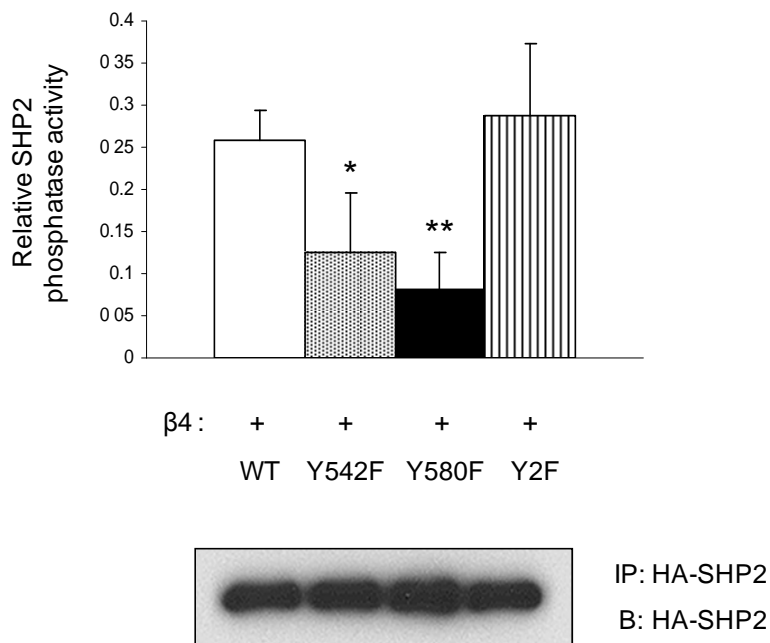 Relative SHP2
phosphatase activity
0.4
0 35
0.3
0 25
0.2
0.15
0.1
0 05
0
*
**
β4 : + + + +
WT Y542F Y580F Y2F
IP: HA-SHP2
B: HA-SHP2